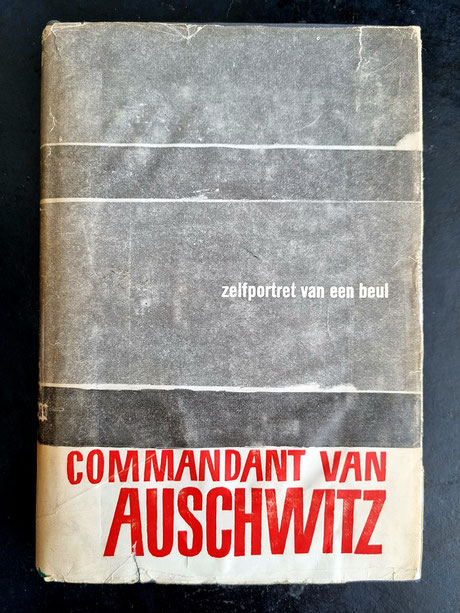 zelfportret van een beul
COMMANDANT VAN
AUSCHWITZ